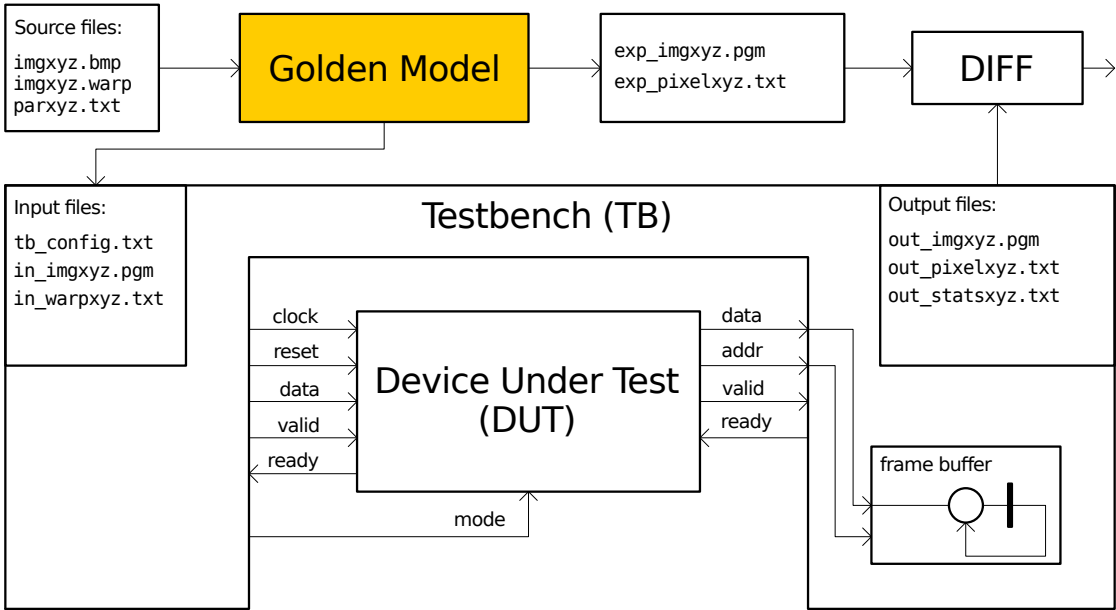 Source files:
imgxyz.bmp
imgxyz.warp
parxyz.txt
Golden Model
exp_imgxyz.pgm
exp_pixelxyz.txt
DIFF
Input files:
tb_config.txt
in_imgxyz.pgm
in_warpxyz.txt
Testbench (TB)
Output files:
out_imgxyz.pgm
out_pixelxyz.txt
out_statsxyz.txt
clock
reset
data
valid
ready
mode
Device Under Test
(DUT)
data
addr
valid
ready
frame buffer